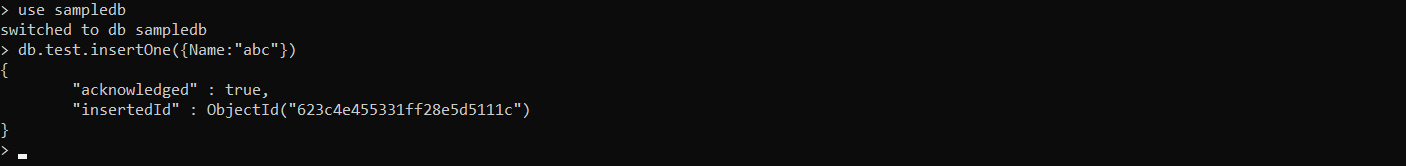 > use sampledb
switched to db sampledb
> db.test.insertOne({Name:"abc"})
{
        "acknowledged" : true,
        "insertedId" : ObjectId("623c4e455331ff28e5d5111c")
}
>